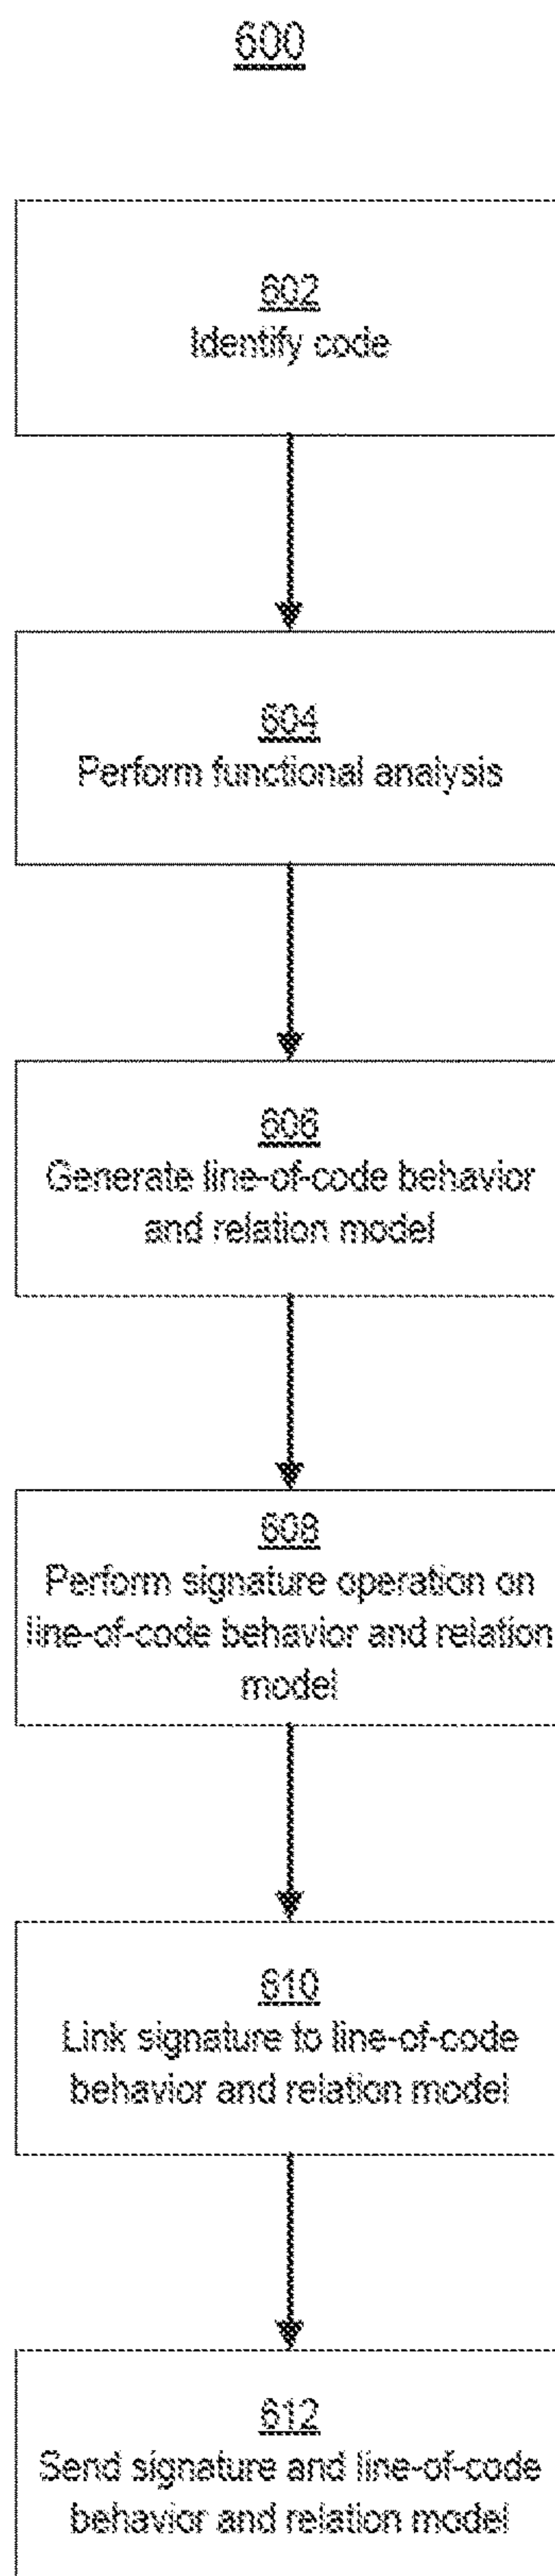 600
602
Identify code
604
Perform functional analysis
606
Generate line-of-code behavior
and relation model
608
Perform signature operation on
line-of-code behavior and relation
model
610
Link signature to line-of-code
behavior and relation model
612
Send signature and line-of-code
behavior and relation model